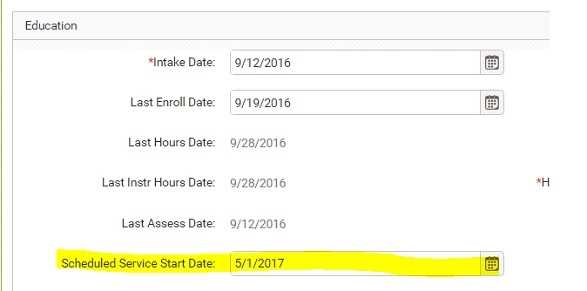 Education
*Intake Date: 9/12/2016
Last Enroll Date: 9/19/2016
Last Hours Date: 9/28/2016
Last Instr Hours Date: 9/28/2016 *H
Last Assess Date: 9/12/2016
Scheduled Service Start Date: 5/1/2017